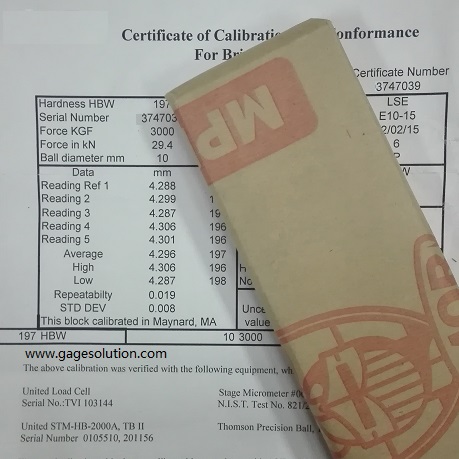 Certificate of Calibratio onformance
For Bri
Certificate Number
3747039
Hardness HBW 197
Serial Number 374703
Force KGF 3000
Force in kN 29.4
Ball diameter mm 10
LSE
E10-15
2/02/15
6
Data mm
Reading Ref 1 4.288
Reading 2 4.299 1
Reading 3 4.287 19
Reading 4 4.306 196
Reading 5 4.301 196
Average 4.296 197
High 4.306 196
Low 4.287 198
Repeatabilty 0.019
STD DEV 0.008
This block calibrated in Maynard, MA
H
No
Unce
value
197 HBW 10 3000
www.gagesolution.com
The above calibration was verified with the following equipment, wh
United Load Cell
Serial No.:TVI 103144
Stage Micrometer #0
N.I.S.T. Test No. 821/2
United STM-HB-2000A, TB II
Serial Number 0105510, 201156
Thomson Precision Ball,
MP